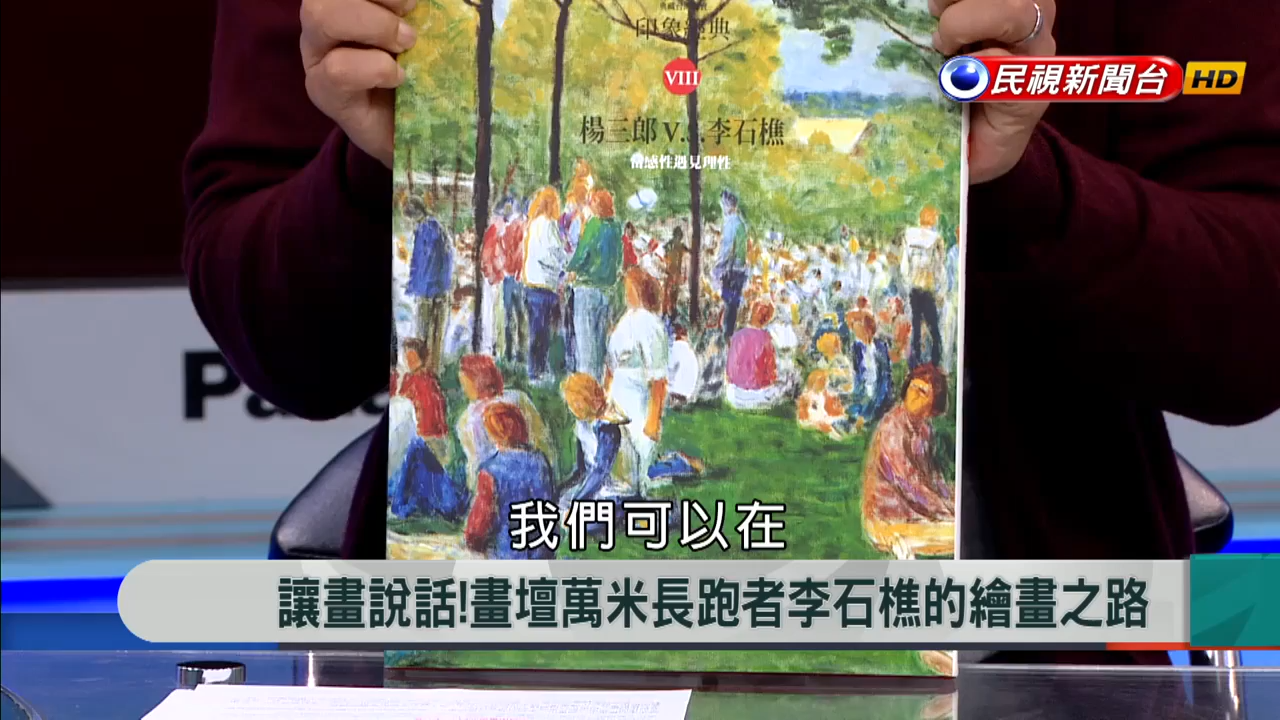 印象經典
VIII
民視新聞台 HD
楊三郎 V.S. 李石樵
當感性遇見理性
我們可以在
讓畫說話!畫壇萬米長跑者李石樵的繪畫之路